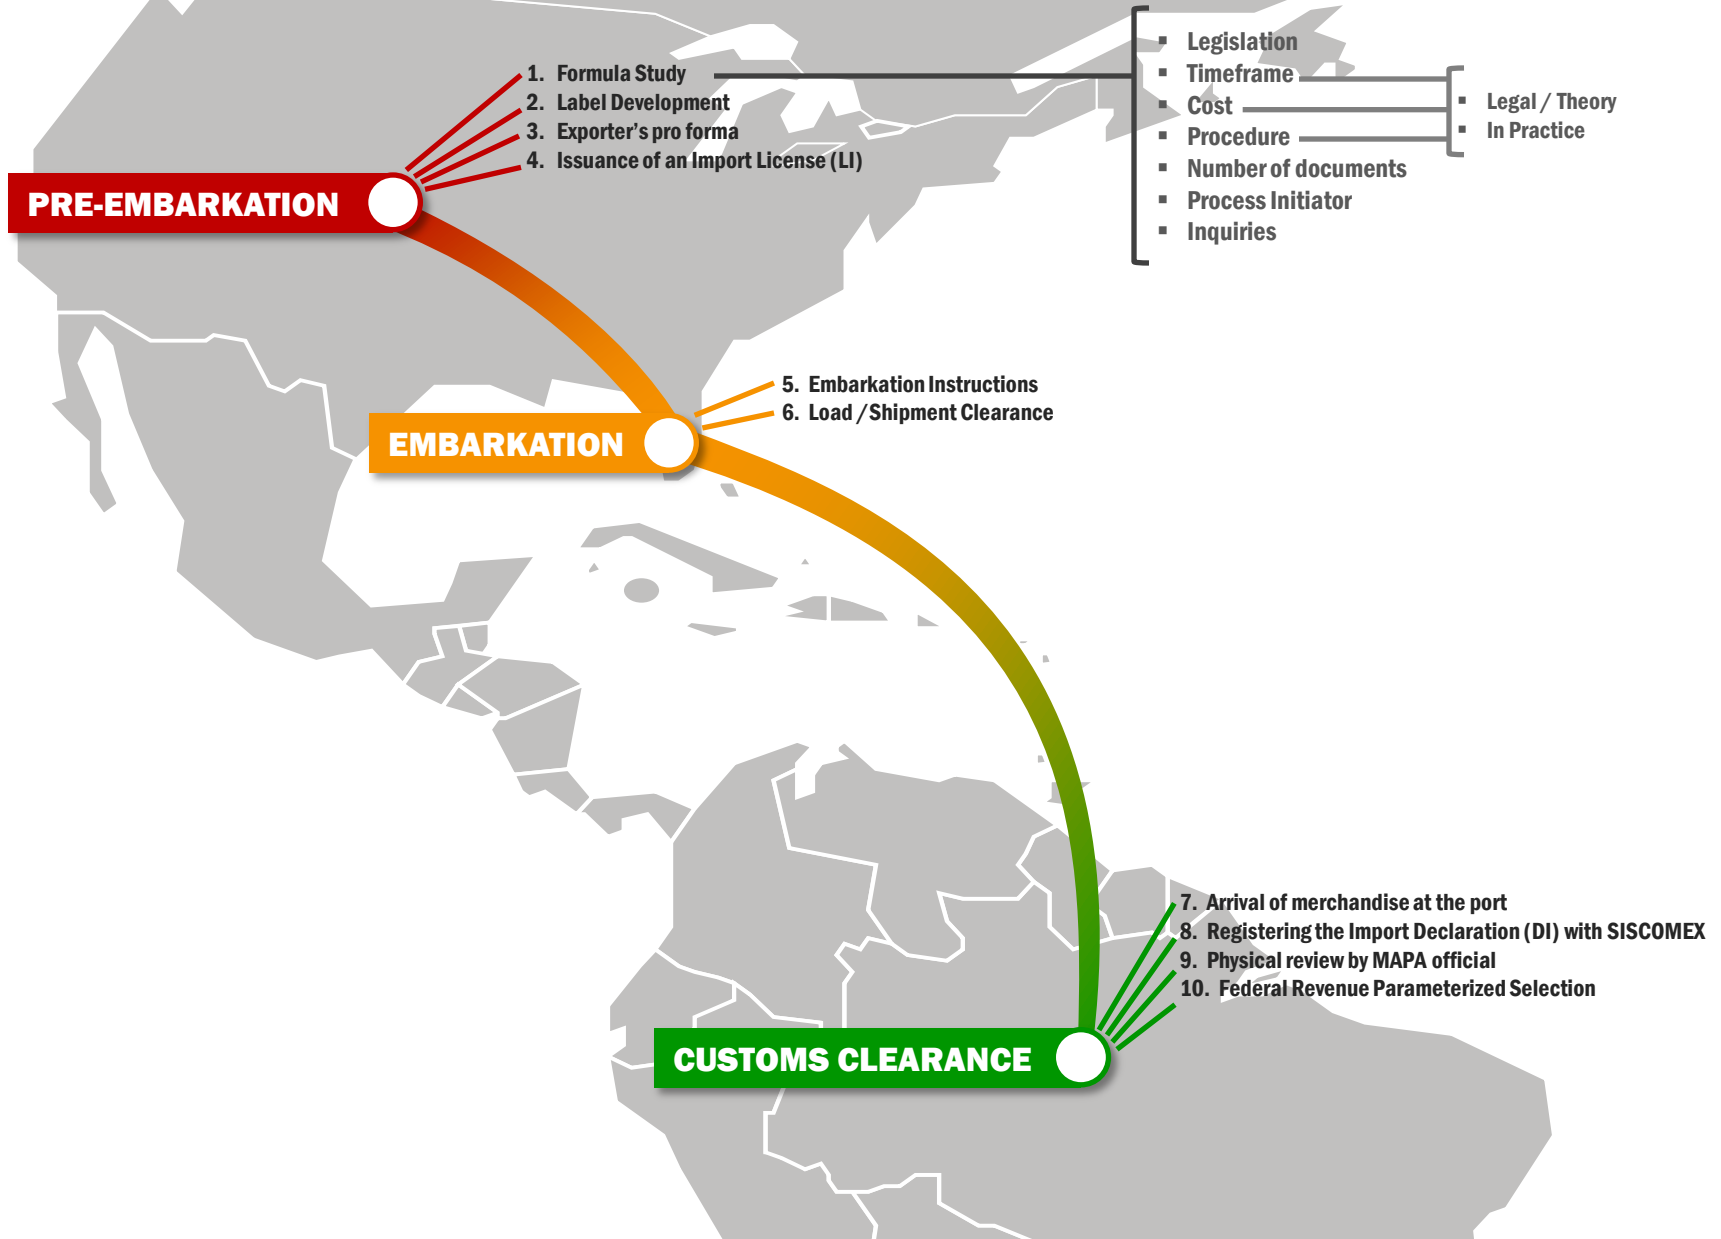 1. Formula Study
2. Label Development
3. Exporter's pro forma
4. Issuance of an Import License (LI)
▪ Legislation
▪ Timeframe
▪ Cost
▪ Procedure
▪ Number of documents
▪ Process Initiator
▪ Inquiries
▪ Legal / Theory
▪ In Practice
PRE-EMBARKATION
5. Embarkation Instructions
6. Load / Shipment Clearance
EMBARKATION
7. Arrival of merchandise at the port
8. Registering the Import Declaration (DI) with SISCOMEX
9. Physical review by MAPA official
10. Federal Revenue Parameterized Selection
CUSTOMS CLEARANCE